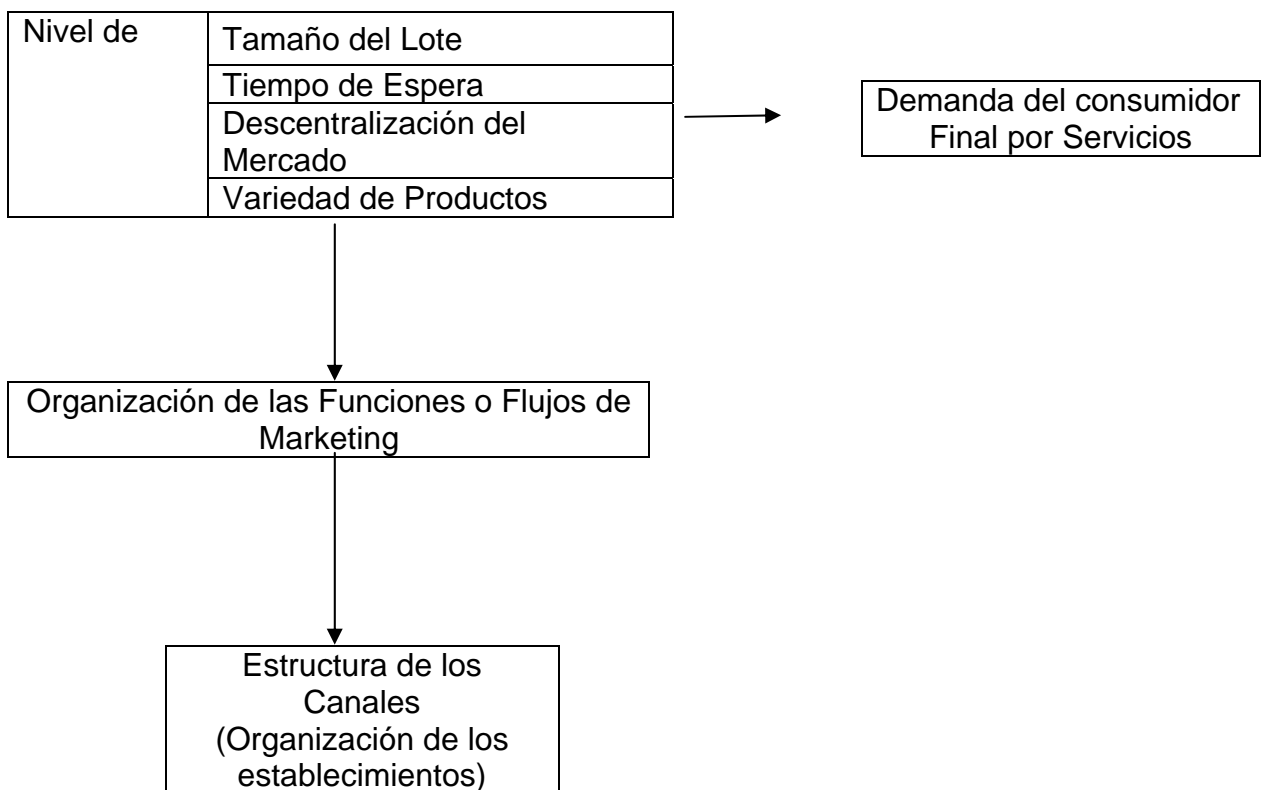 Nivel de
Tamaño del Lote
Tiempo de Espera
Descentralización del
Mercado
Variedad de Productos
Demanda del consumidor
Final por Servicios
Organización de las Funciones o Flujos de
Marketing
Estructura de los
Canales
(Organización de los
establecimientos)